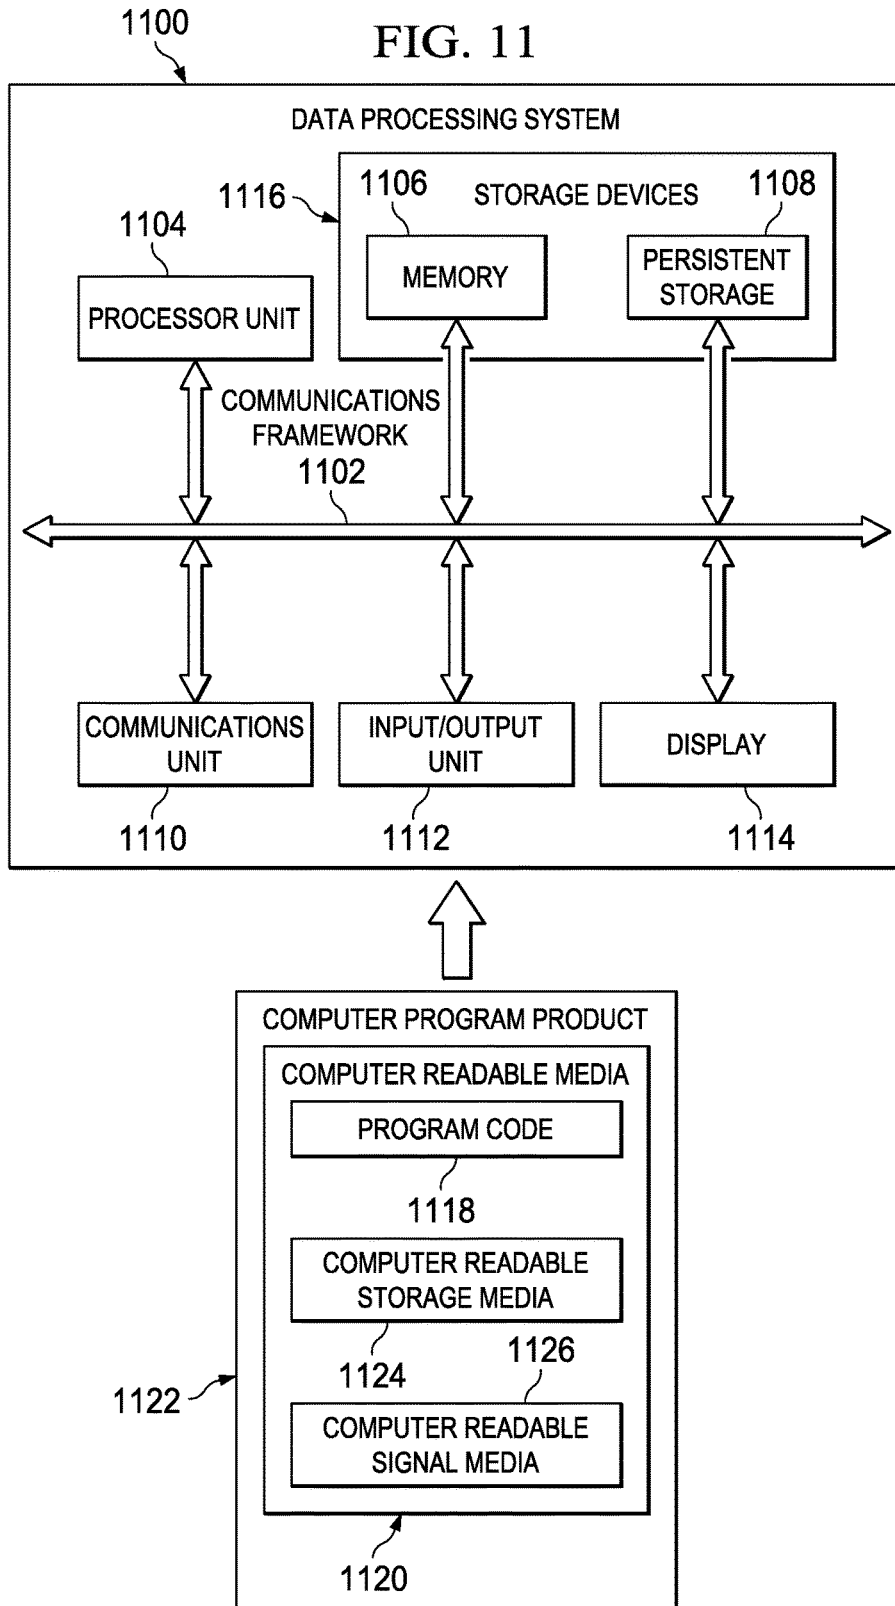 1100
FIG. 11
DATA PROCESSING SYSTEM
1116
1106
STORAGE DEVICES
1108
1104
MEMORY
PERSISTENT
STORAGE
PROCESSOR UNIT
COMMUNICATIONS
FRAMEWORK
1102
COMMUNICATIONS
UNIT
INPUT/OUTPUT
UNIT
DISPLAY
1110
1112
1114
COMPUTER PROGRAM PRODUCT
COMPUTER READABLE MEDIA
PROGRAM CODE
1118
COMPUTER READABLE
STORAGE MEDIA
1124
1126
1122
COMPUTER READABLE
SIGNAL MEDIA
1120